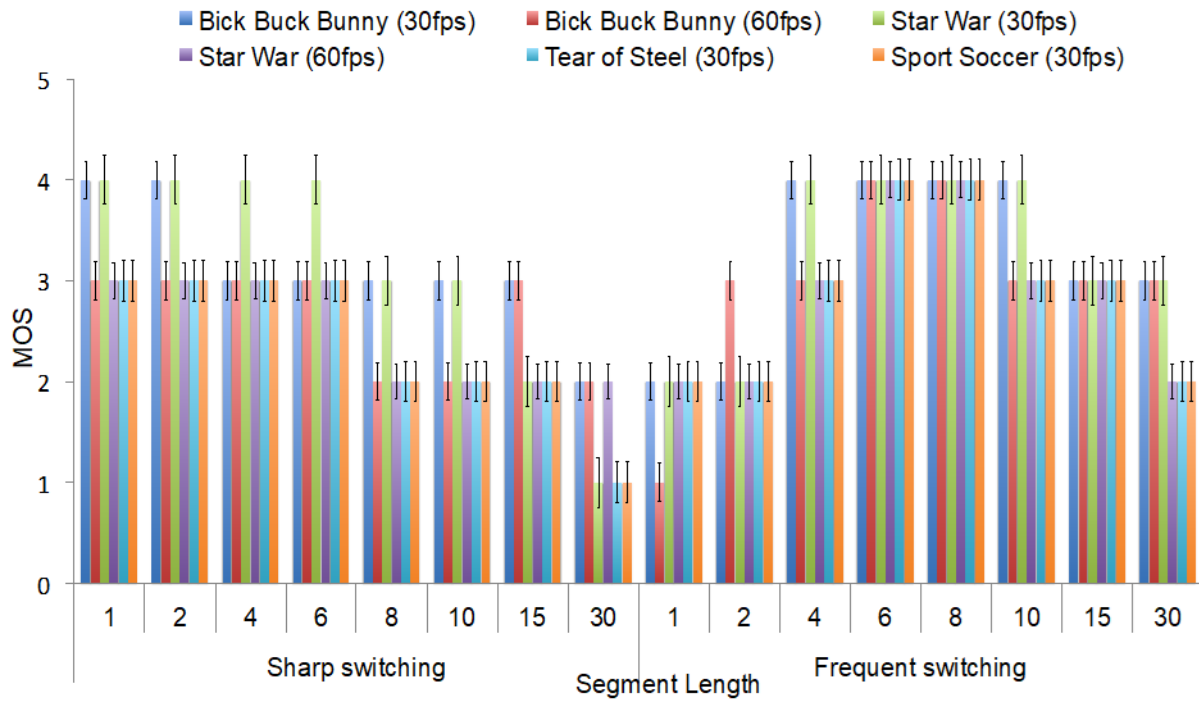 Bick Buck Bunny (30fps) Bick Buck Bunny (60fps) Star War (30fps)
Star War (60fps) Tear of Steel (30fps) Sport Soccer (30fps)
5
4
3
2
1
0
MOS
1 2 4 6 8 10 15 30 1 2 4 6 8 10 15 30
Sharp switching Frequent switching
Segment Length